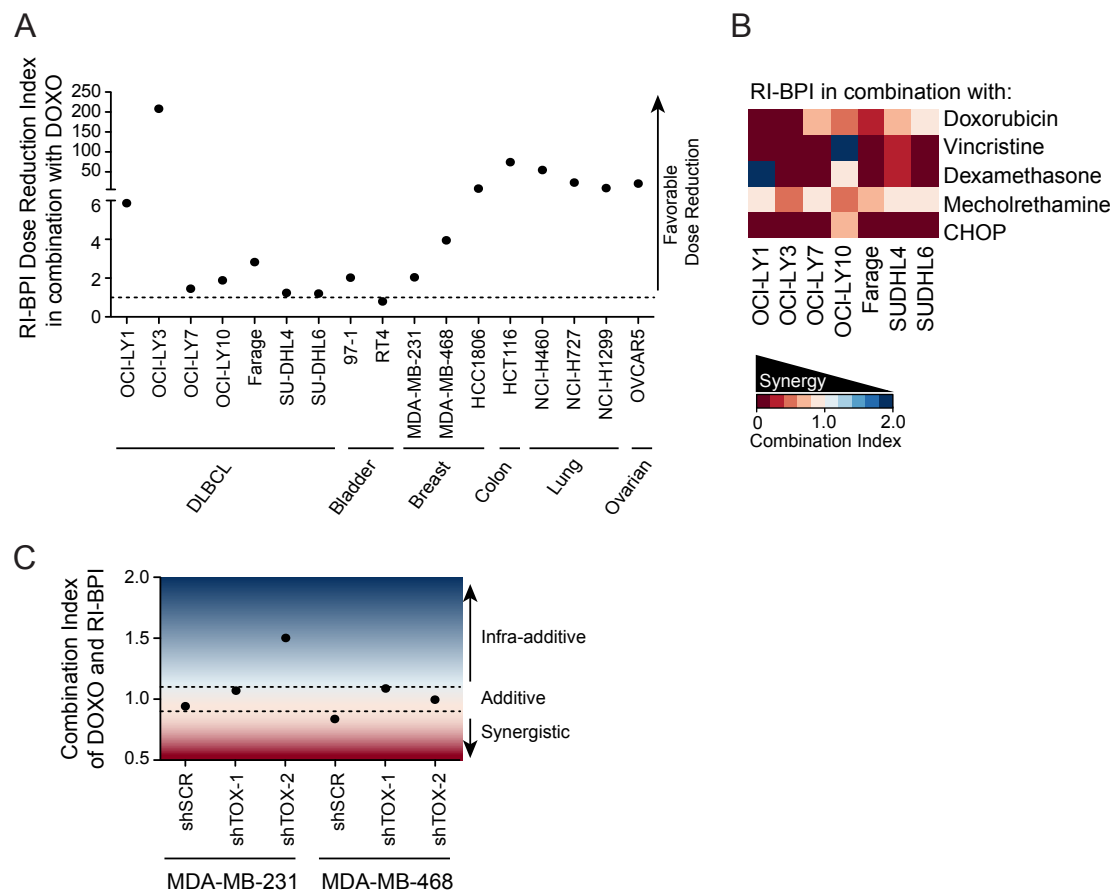 A
RI-BPI Dose Reduction Index
in combination with DOXO
250
200
150
100
50
6
4
2
1
0
Favorable
Dose Reduction
OCI-LY1
OCI-LY3
OCI-LY7
OCI-LY10
Farage
SU-DHL4
SU-DHL6
97-1
RT4
MDA-MB-231
MDA-MB-468
HCC1806
HCT116
NCI-H460
NCI-H727
NCI-H1299
OVCAR5
DLBCL
Bladder
Breast
Colon
Lung
Ovarian
B
RI-BPI in combination with:
Doxorubicin
Vincristine
Dexamethasone
Mecholrethamine
CHOP
OCI-LY1
OCI-LY3
OCI-LY7
OCI-LY10
Farage
SUDHL4
SUDHL6
Synergy
0 1.0 2.0
Combination Index
C
Combination Index
of DOXO and RI-BPI
2.0
1.5
1.0
0.5
Infra-additive
Additive
Synergistic
shSCR
shTOX-1
shTOX-2
shSCR
shTOX-1
shTOX-2
MDA-MB-231
MDA-MB-468